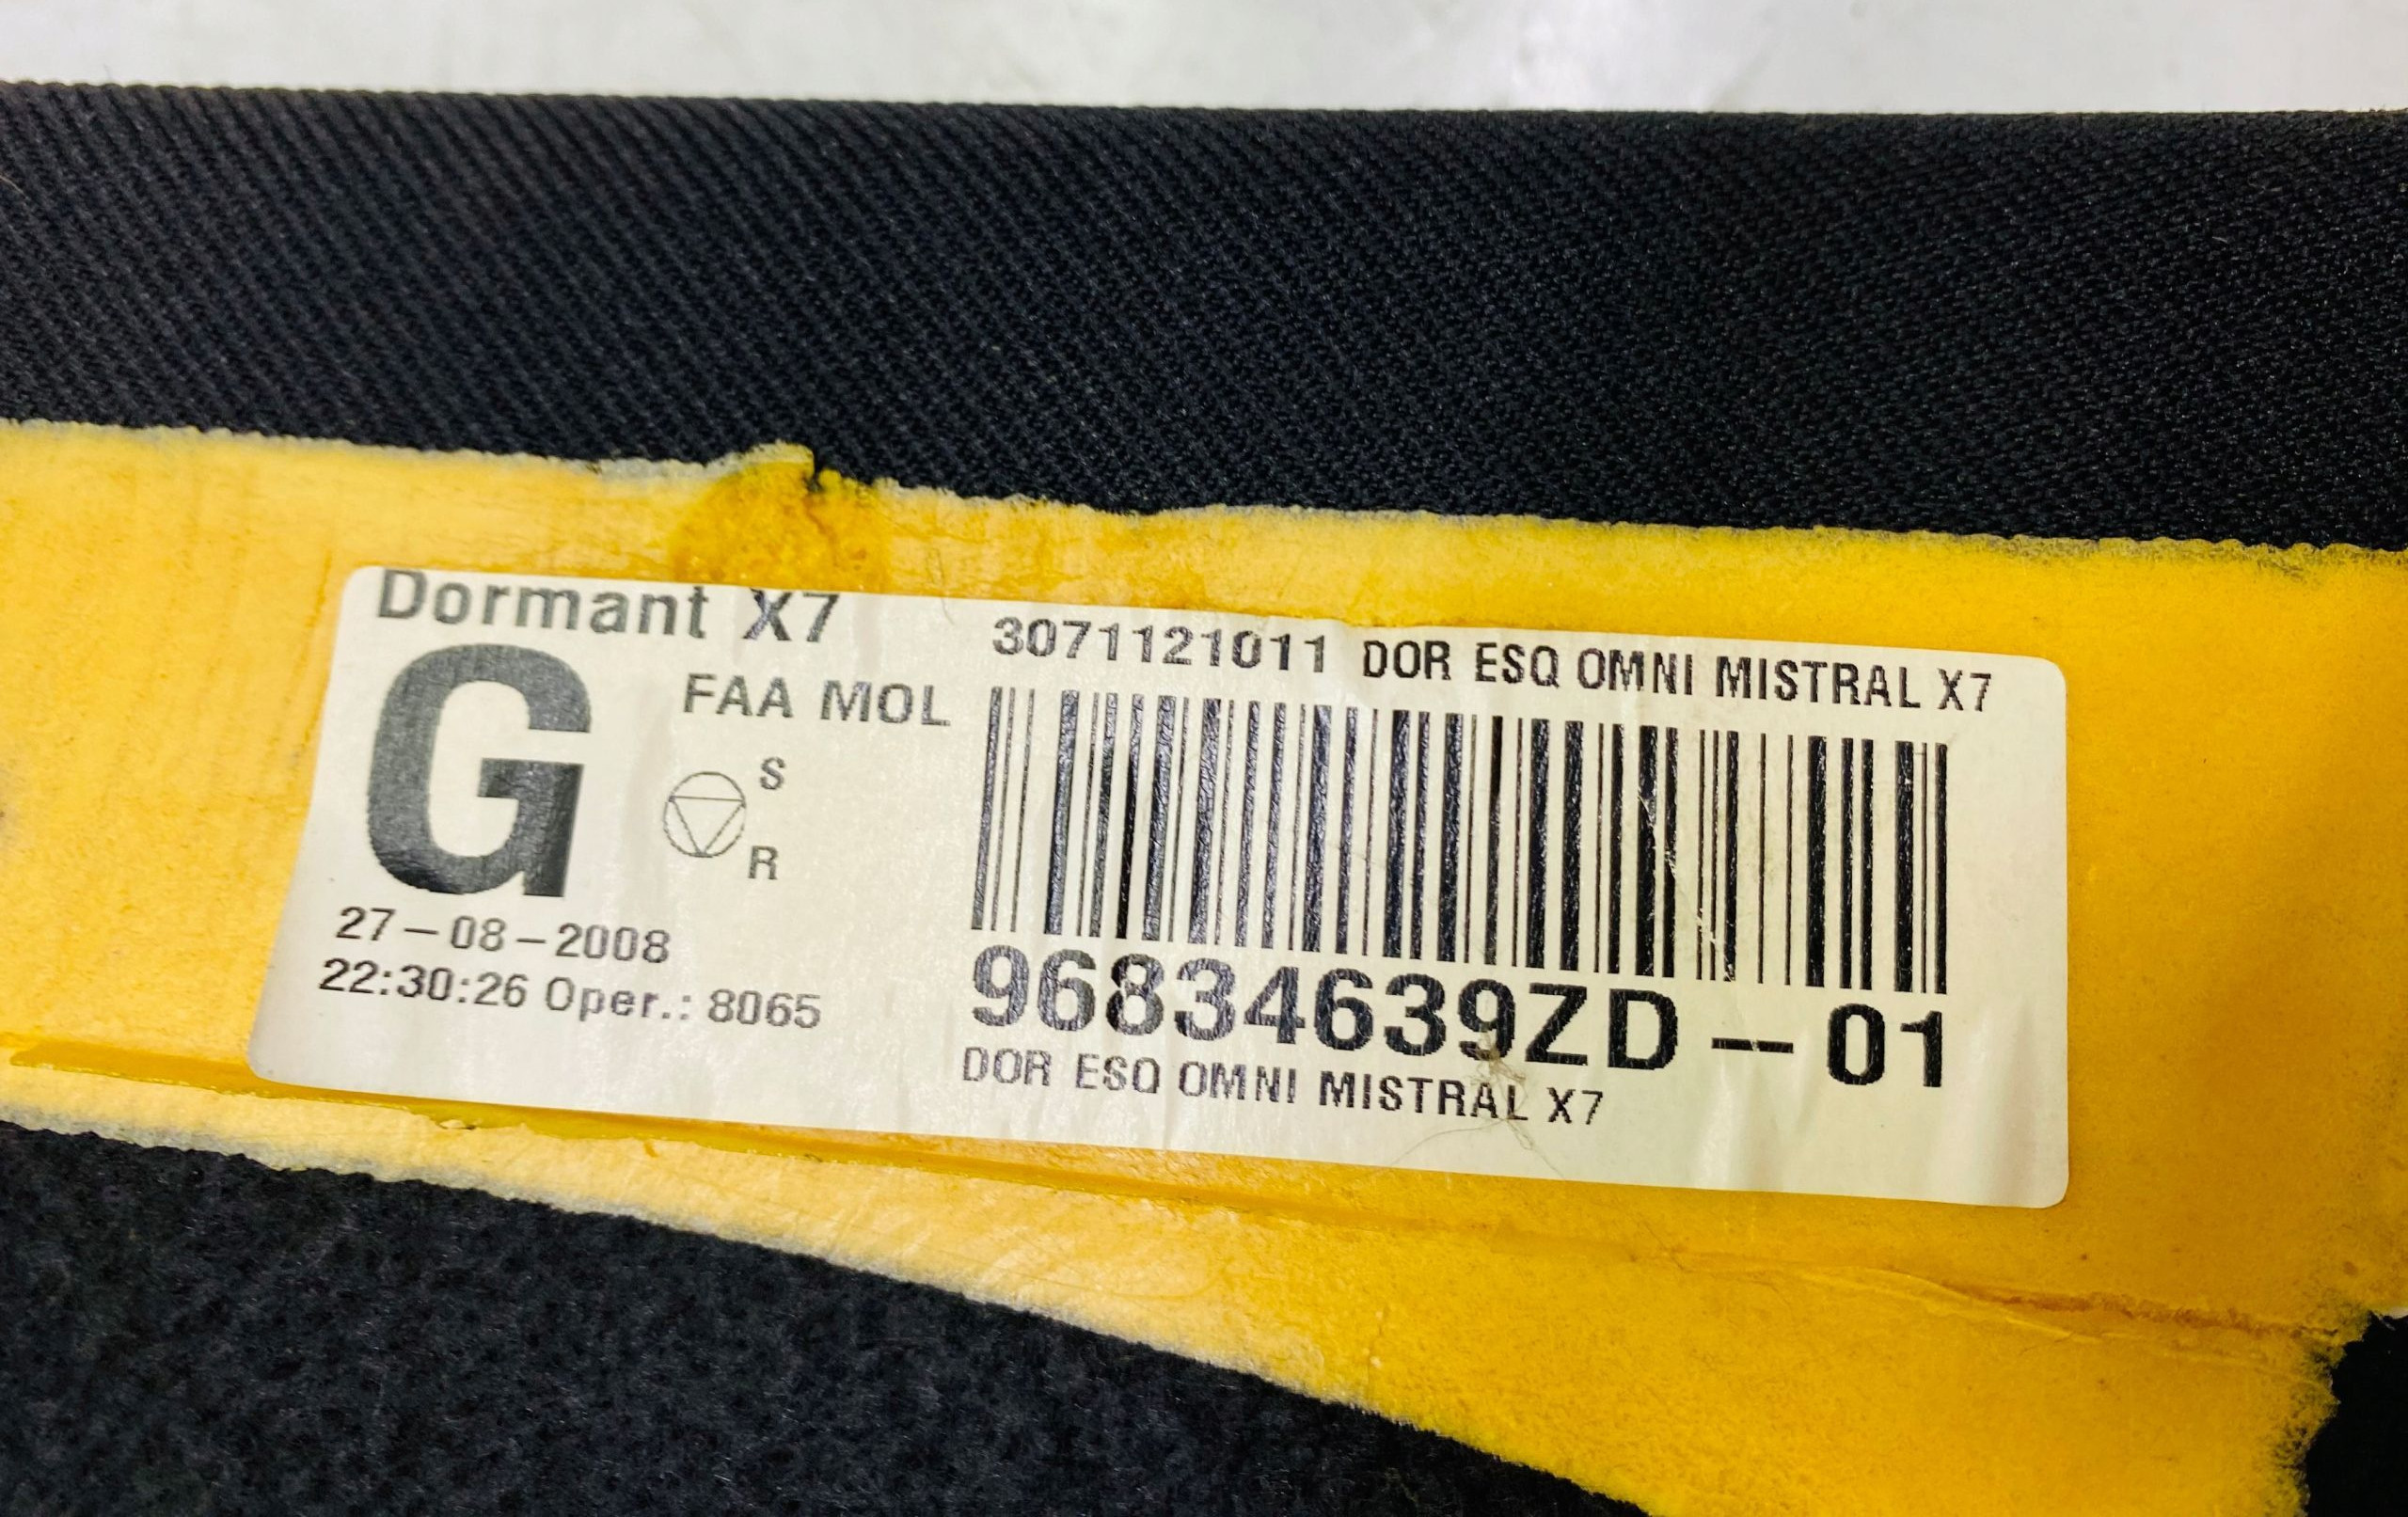 Dormant X7
3071121011 DOR ESQ OMNI MISTRAL X7
G
FAA MOL
S
R
27-08-2008
22:30:26 Oper.: 8065
96834639ZD--01
DOR ESQ OMNI MISTRAL X7